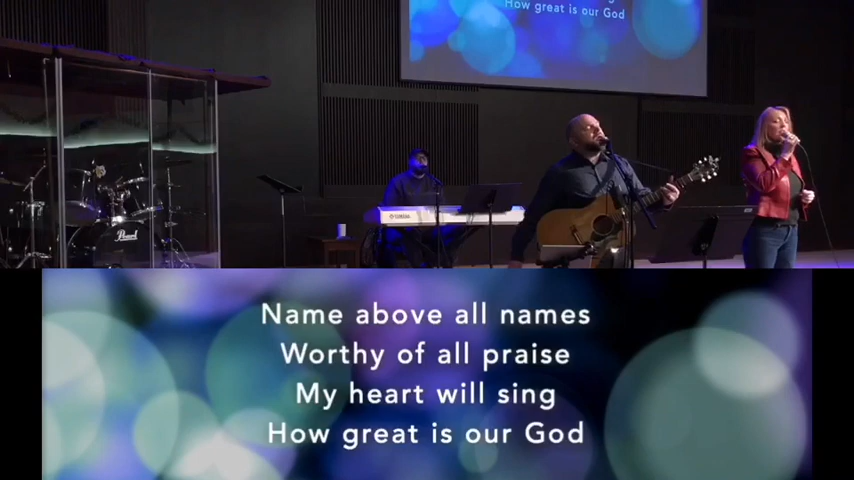 How great is our God
YAMAHA
Pearl
Name above all names
Worthy of all praise
My heart will sing
How great is our God